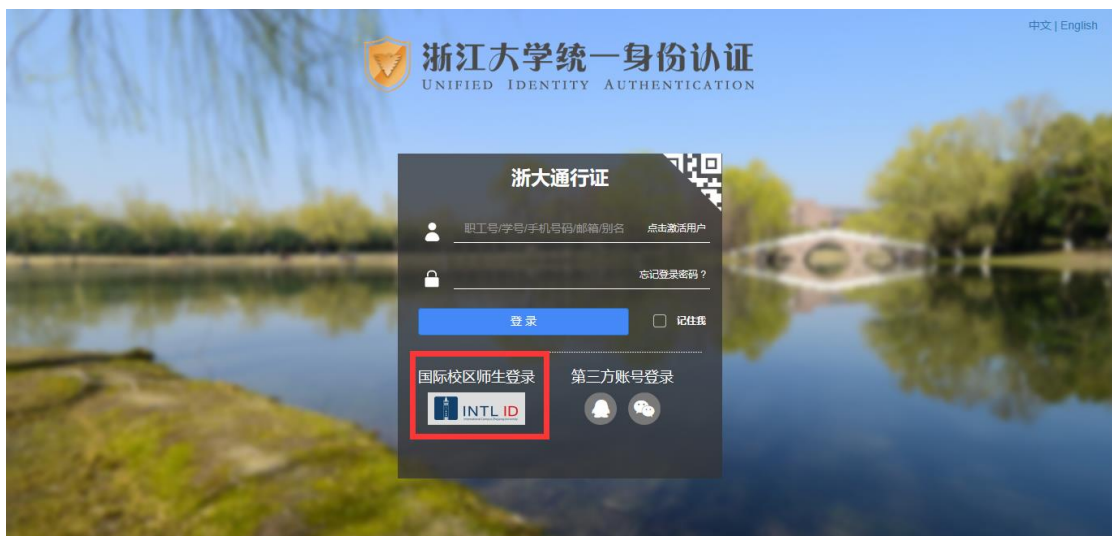 中文 | English
浙江大学统一身份认证
UNIFIED IDENTITY AUTHENTICATION
浙大通行证
职工号/学号/手机号码/邮箱/别名 点击激活用户
忘记登录密码？
登 录 记住我
国际校区师生登录 第三方账号登录
INTL ID